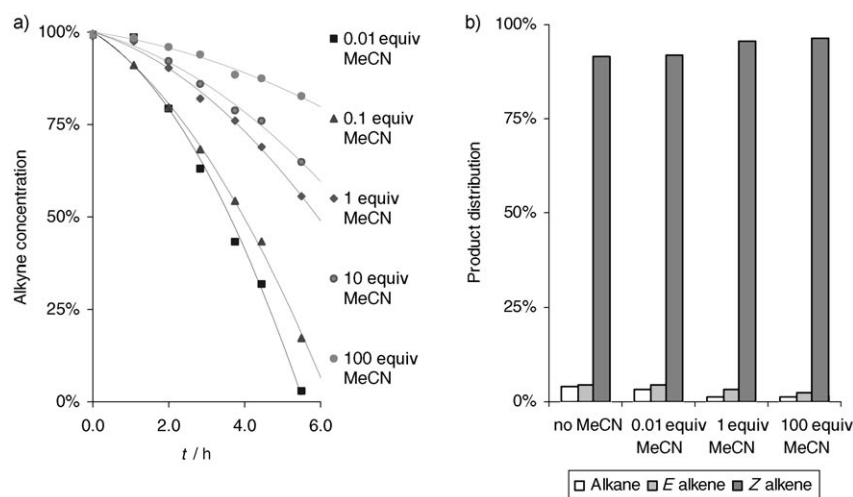 a)
100%
75%
50%
25%
0%
Alkyne concentration
0.0
2.0
4.0
6.0
t / h
0.01 equiv
MeCN
0.1 equiv
MeCN
1 equiv
MeCN
10 equiv
MeCN
100 equiv
MeCN
b)
100%
75%
50%
25%
0%
Product distribution
no MeCN
0.01 equiv
MeCN
1 equiv
MeCN
100 equiv
MeCN
Alkane
E alkene
Z alkene